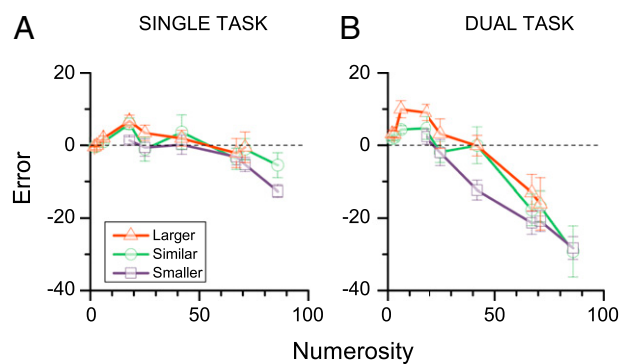 A SINGLE TASK
B DUAL TASK
20
0
-20
-40
Error
Larger
Similar
Smaller
0 50 100
20
0
-20
-40
0 50 100
Numerosity